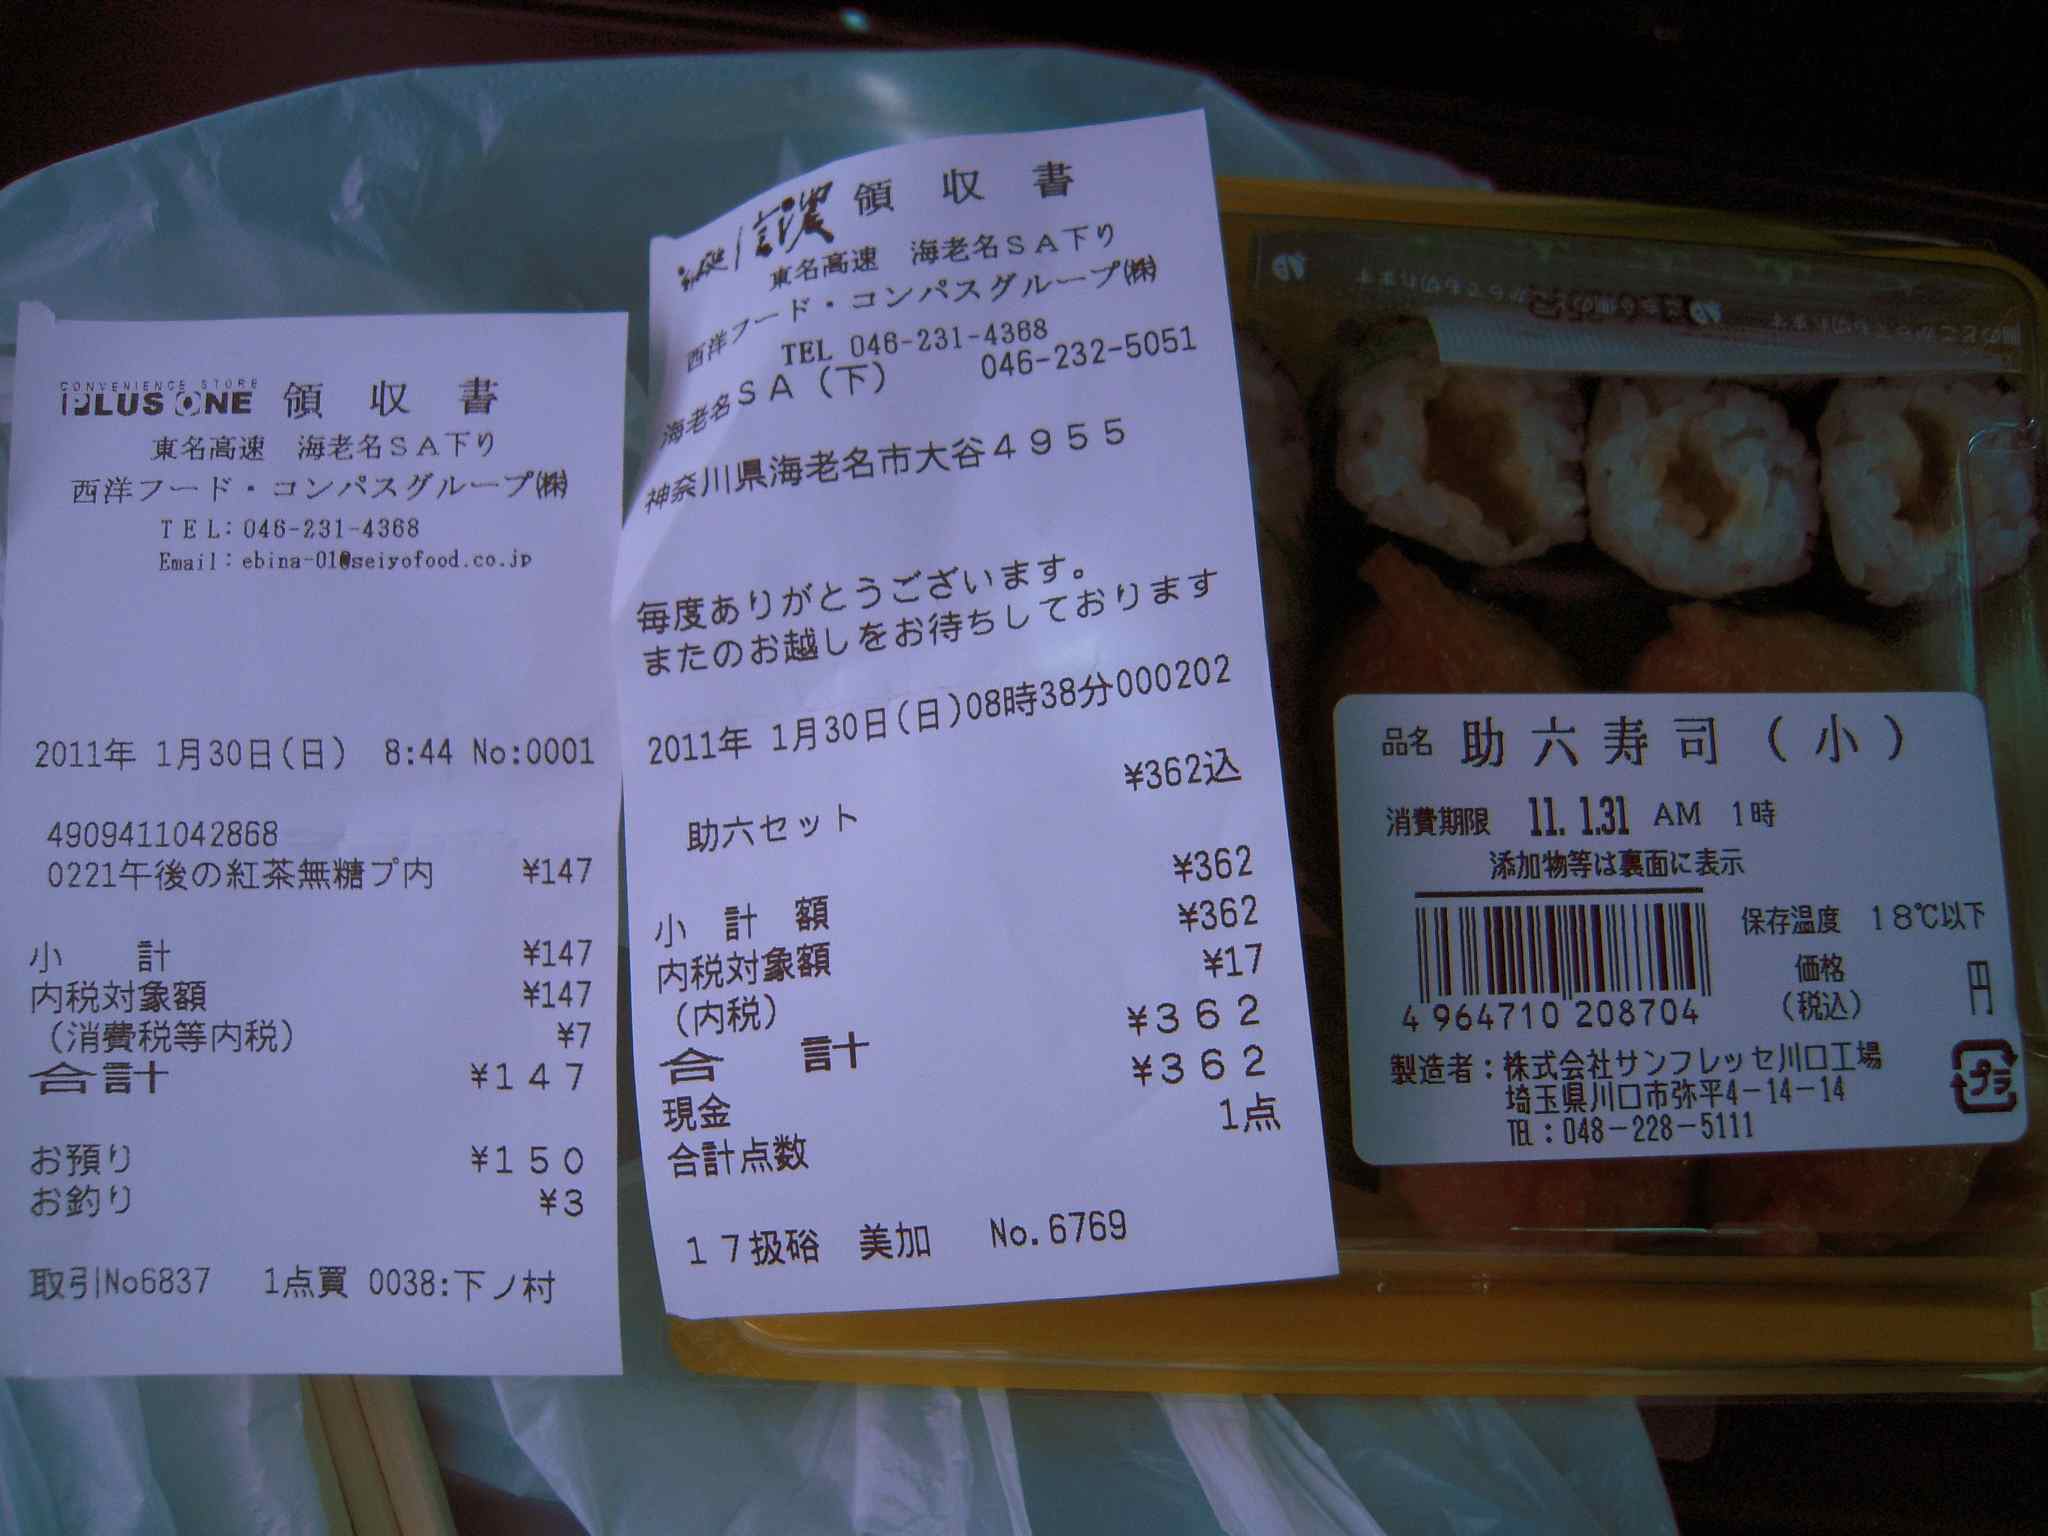 CONVENIENCE STORE
PLUS ONE 領収書
東名高速 海老名SA下り
西洋フード・コンパスグループ㈱
TEL:046-231-4368
Email:ebina-01@seiyofood.co.jp
2011年 1月30日(日) 8:44 No:0001
4909411042868
0221午後の紅茶無糖プ内 ¥147
小 計 ¥147
内税対象額 ¥147
(消費税等内税) ¥7
合計 ¥147
お預り ¥150
お釣り ¥3
取引No6837 1点買 0038:下ノ村
領収書
東名高速 海老名SA下り
西洋フード・コンパスグループ㈱
TEL 046-231-4368
海老名SA(下) 046-232-5051
神奈川県海老名市大谷4955
毎度ありがとうございます。
またのお越しをお待ちしております
2011年 1月30日(日)08時38分000202
¥362込
助六セット
¥362
小 計 額 ¥362
内税対象額 ¥17
(内税) ¥362
合 計 ¥362
現金 1点
合計点数
17扱 美加 No.6769
品名 助六寿司(小)
消費期限 11. 1.31 AM 1時
添加物等は裏面に表示
保存温度 18℃以下
価格
(税込) 円
4 964710 208704
製造者:株式会社サンフレッセ川口工場
埼玉県川口市弥平4-14-14
TEL:048-228-5111
プラ